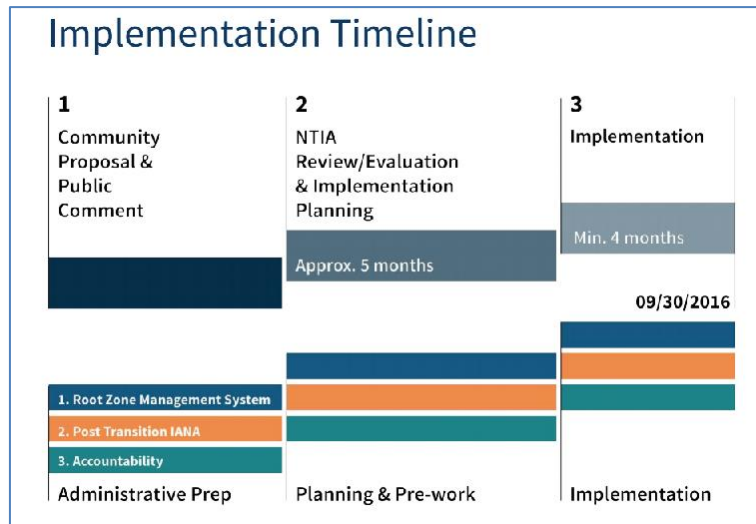 Implementation Timeline
1
Community
Proposal &
Public
Comment
2
NTIA
Review/Evaluation
& Implementation
Planning
Approx. 5 months
3
Implementation
Min. 4 months
09/30/2016
1. Root Zone Management System
2. Post Transition IANA
3. Accountability
Administrative Prep
Planning & Pre-work
Implementation